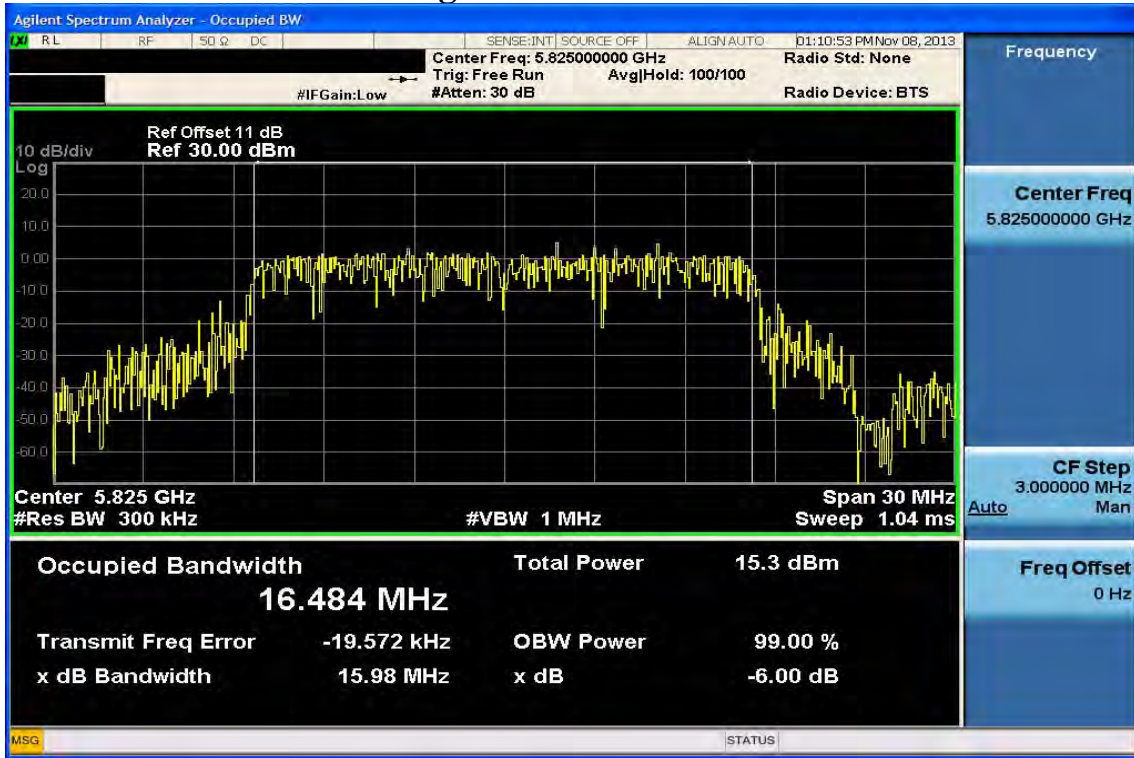 Agilent Spectrum Analyzer - Occupied BW
LXI RL RF 50 Ω DC SENSE:INT SOURCE OFF ALIGN AUTO 01:10:53 PM Nov 08, 2013
Center Freq: 5.825000000 GHz Radio Std: None
Trig: Free Run Avg|Hold: 100/100
#IFGain:Low #Atten: 30 dB Radio Device: BTS
Ref Offset 11 dB
10 dB/div Ref 30.00 dBm
Log
20.0
10.0
0.00
-10.0
-20.0
-30.0
-40.0
-50.0
-60.0
Center 5.825 GHz Span 30 MHz
#Res BW 300 kHz #VBW 1 MHz Sweep 1.04 ms
Occupied Bandwidth Total Power 15.3 dBm
16.484 MHz
Transmit Freq Error -19.572 kHz OBW Power 99.00 %
x dB Bandwidth 15.98 MHz x dB -6.00 dB
MSG STATUS
Frequency
Center Freq
5.825000000 GHz
CF Step
3.000000 MHz
Auto Man
Freq Offset
0 Hz